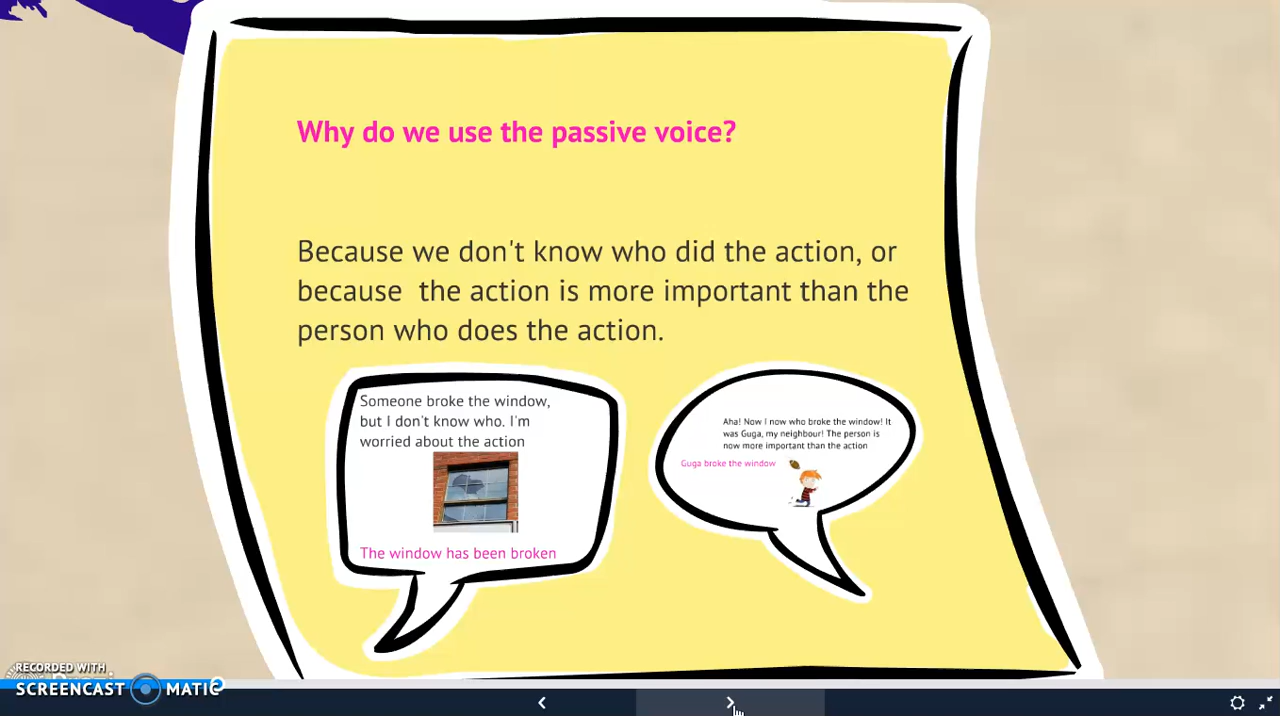 Why do we use the passive voice?
Because we don't know who did the action, or
because the action is more important than the
person who does the action.
Someone broke the window,
but I don't know who. I'm
worried about the action
The window has been broken
Aha! Now I now who broke the window! It
was Guga, my neighbour! The person is
now more important than the action
Guga broke the window
RECORDED WITH
SCREENCAST MATIC